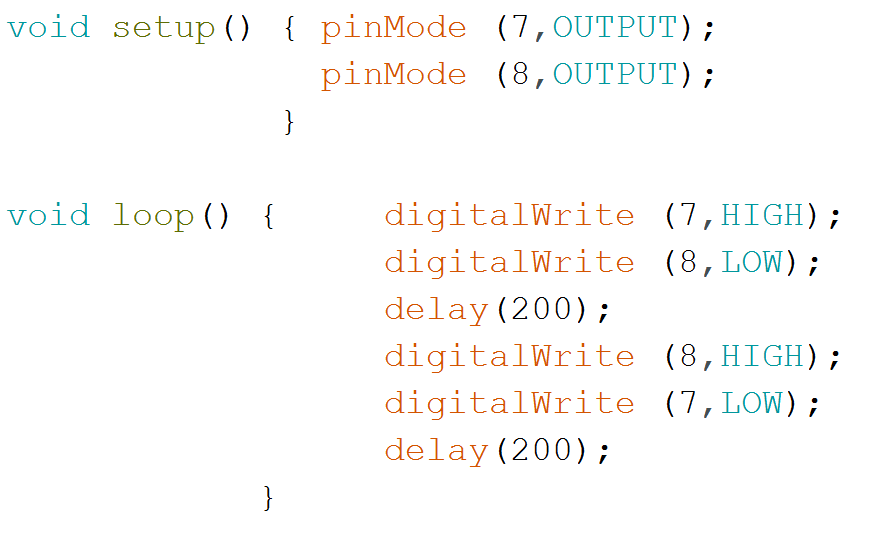 void setup() { pinMode (7,OUTPUT);
pinMode (8,OUTPUT);
}
void loop() { digitalWrite (7,HIGH);
digitalWrite (8,LOW);
delay(200);
digitalWrite (8,HIGH);
digitalWrite (7,LOW);
delay(200);
}